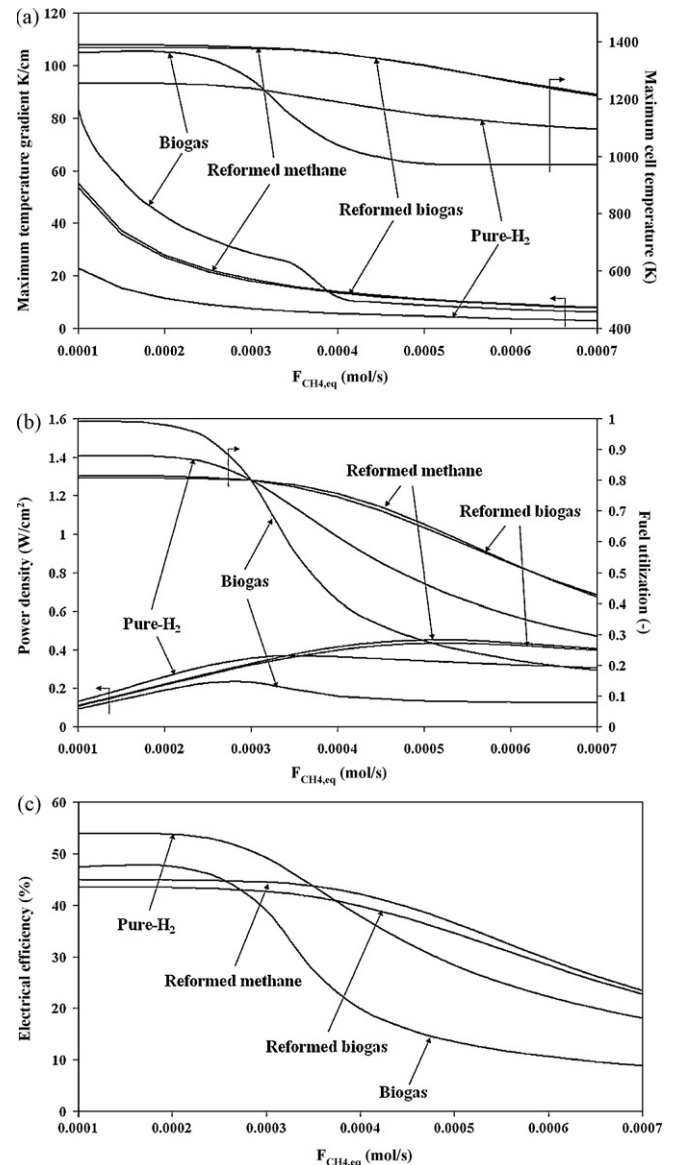 (a)
120
100
80
60
40
20
0
Maximum temperature gradient K/cm
Biogas
Reformed methane
Reformed biogas
Pure-H2
1400
1200
1000
800
600
400
Maximum cell temperature (K)
0.0001 0.0002 0.0003 0.0004 0.0005 0.0006 0.0007
FCH4,eq (mol/s)
(b)
1.6
1.4
1.2
1
0.8
0.6
0.4
0.2
0
Power density (W/cm2)
Reformed methane
Reformed biogas
Biogas
Pure-H2
1
0.9
0.8
0.7
0.6
0.5
0.4
0.3
0.2
0.1
0
Fuel utilization (-)
0.0001 0.0002 0.0003 0.0004 0.0005 0.0006 0.0007
FCH4,eq (mol/s)
(c)
60
50
40
30
20
10
0
Electrical efficiency (%)
Pure-H2
Reformed methane
Reformed biogas
Biogas
0.0001 0.0002 0.0003 0.0004 0.0005 0.0006 0.0007
FCH4,eq (mol/s)